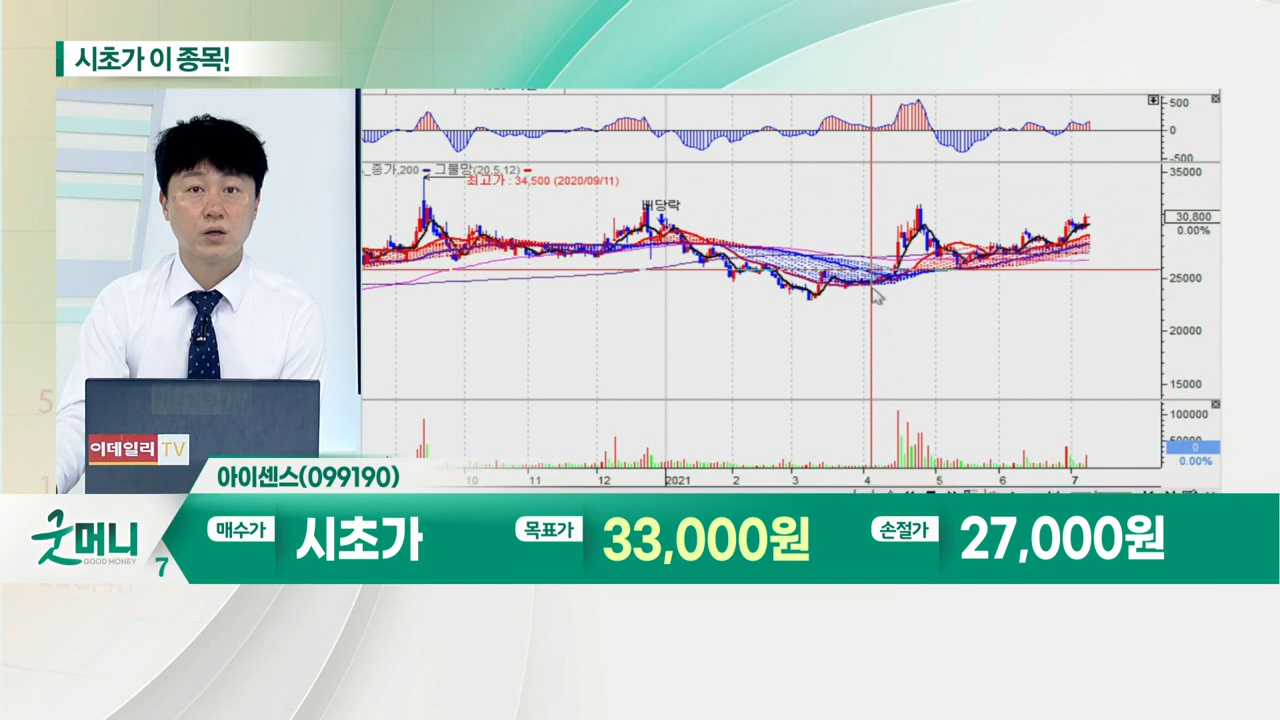 시초가 이 종목!
500
0
-500
종가,200 그물망(20,5,12)
최고가 : 34,500 (2020/09/11)
배당락
35000
30,800
0.00%
25000
20000
15000
100000
50000
0
0.00%
10 11 12 2021 2 3 4 5 6 7
이데일리 TV
아이센스(099190)
굿머니
GOOD MONEY
7
매수가 시초가 목표가 33,000원 손절가 27,000원